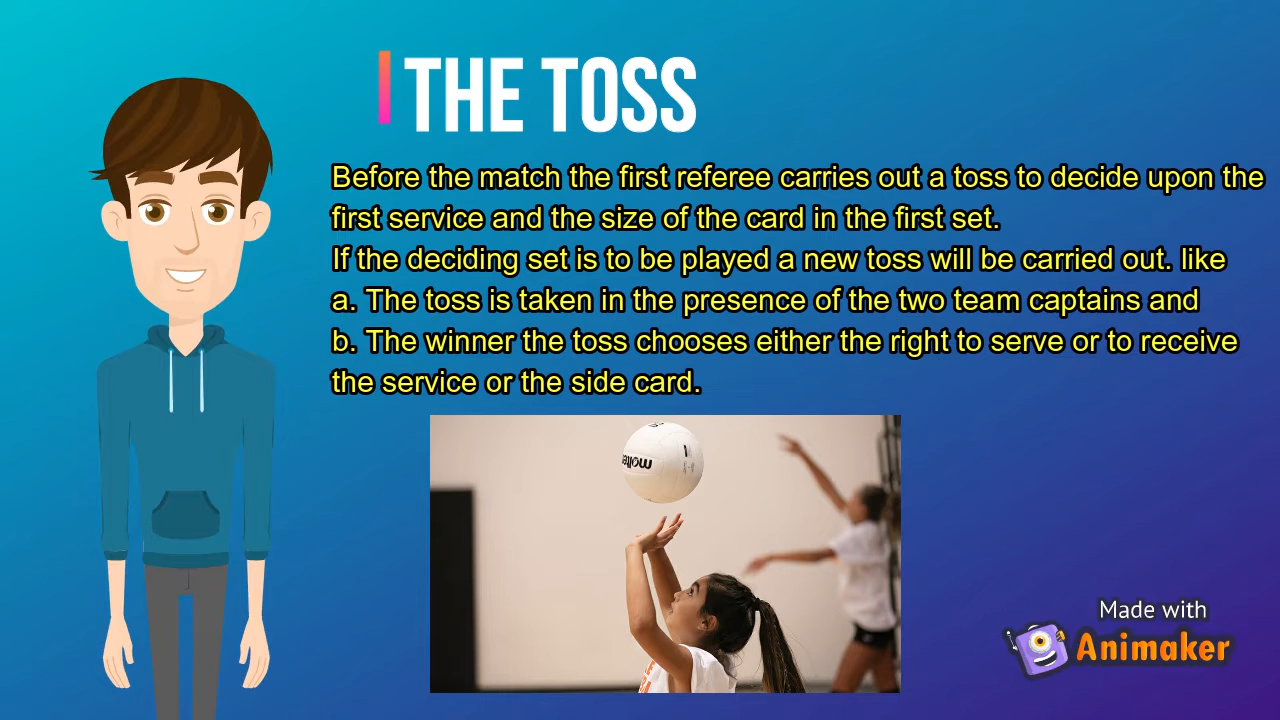 THE TOSS
Before the match the first referee carries out a toss to decide upon the
first service and the size of the card in the first set.
If the deciding set is to be played a new toss will be carried out. like
a. The toss is taken in the presence of the two team captains and
b. The winner the toss chooses either the right to serve or to receive
the service or the side card.
molten
Made with
Animaker